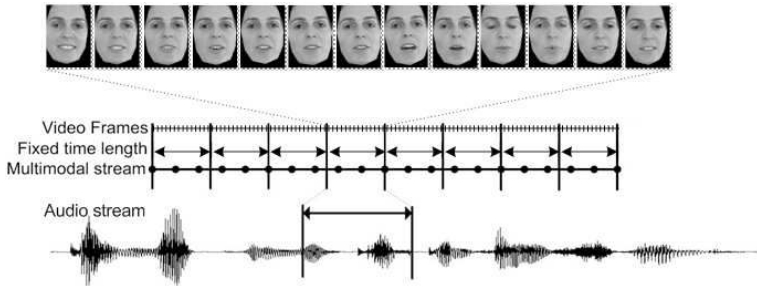 Video Frames
Fixed time length
Multimodal stream
Audio stream